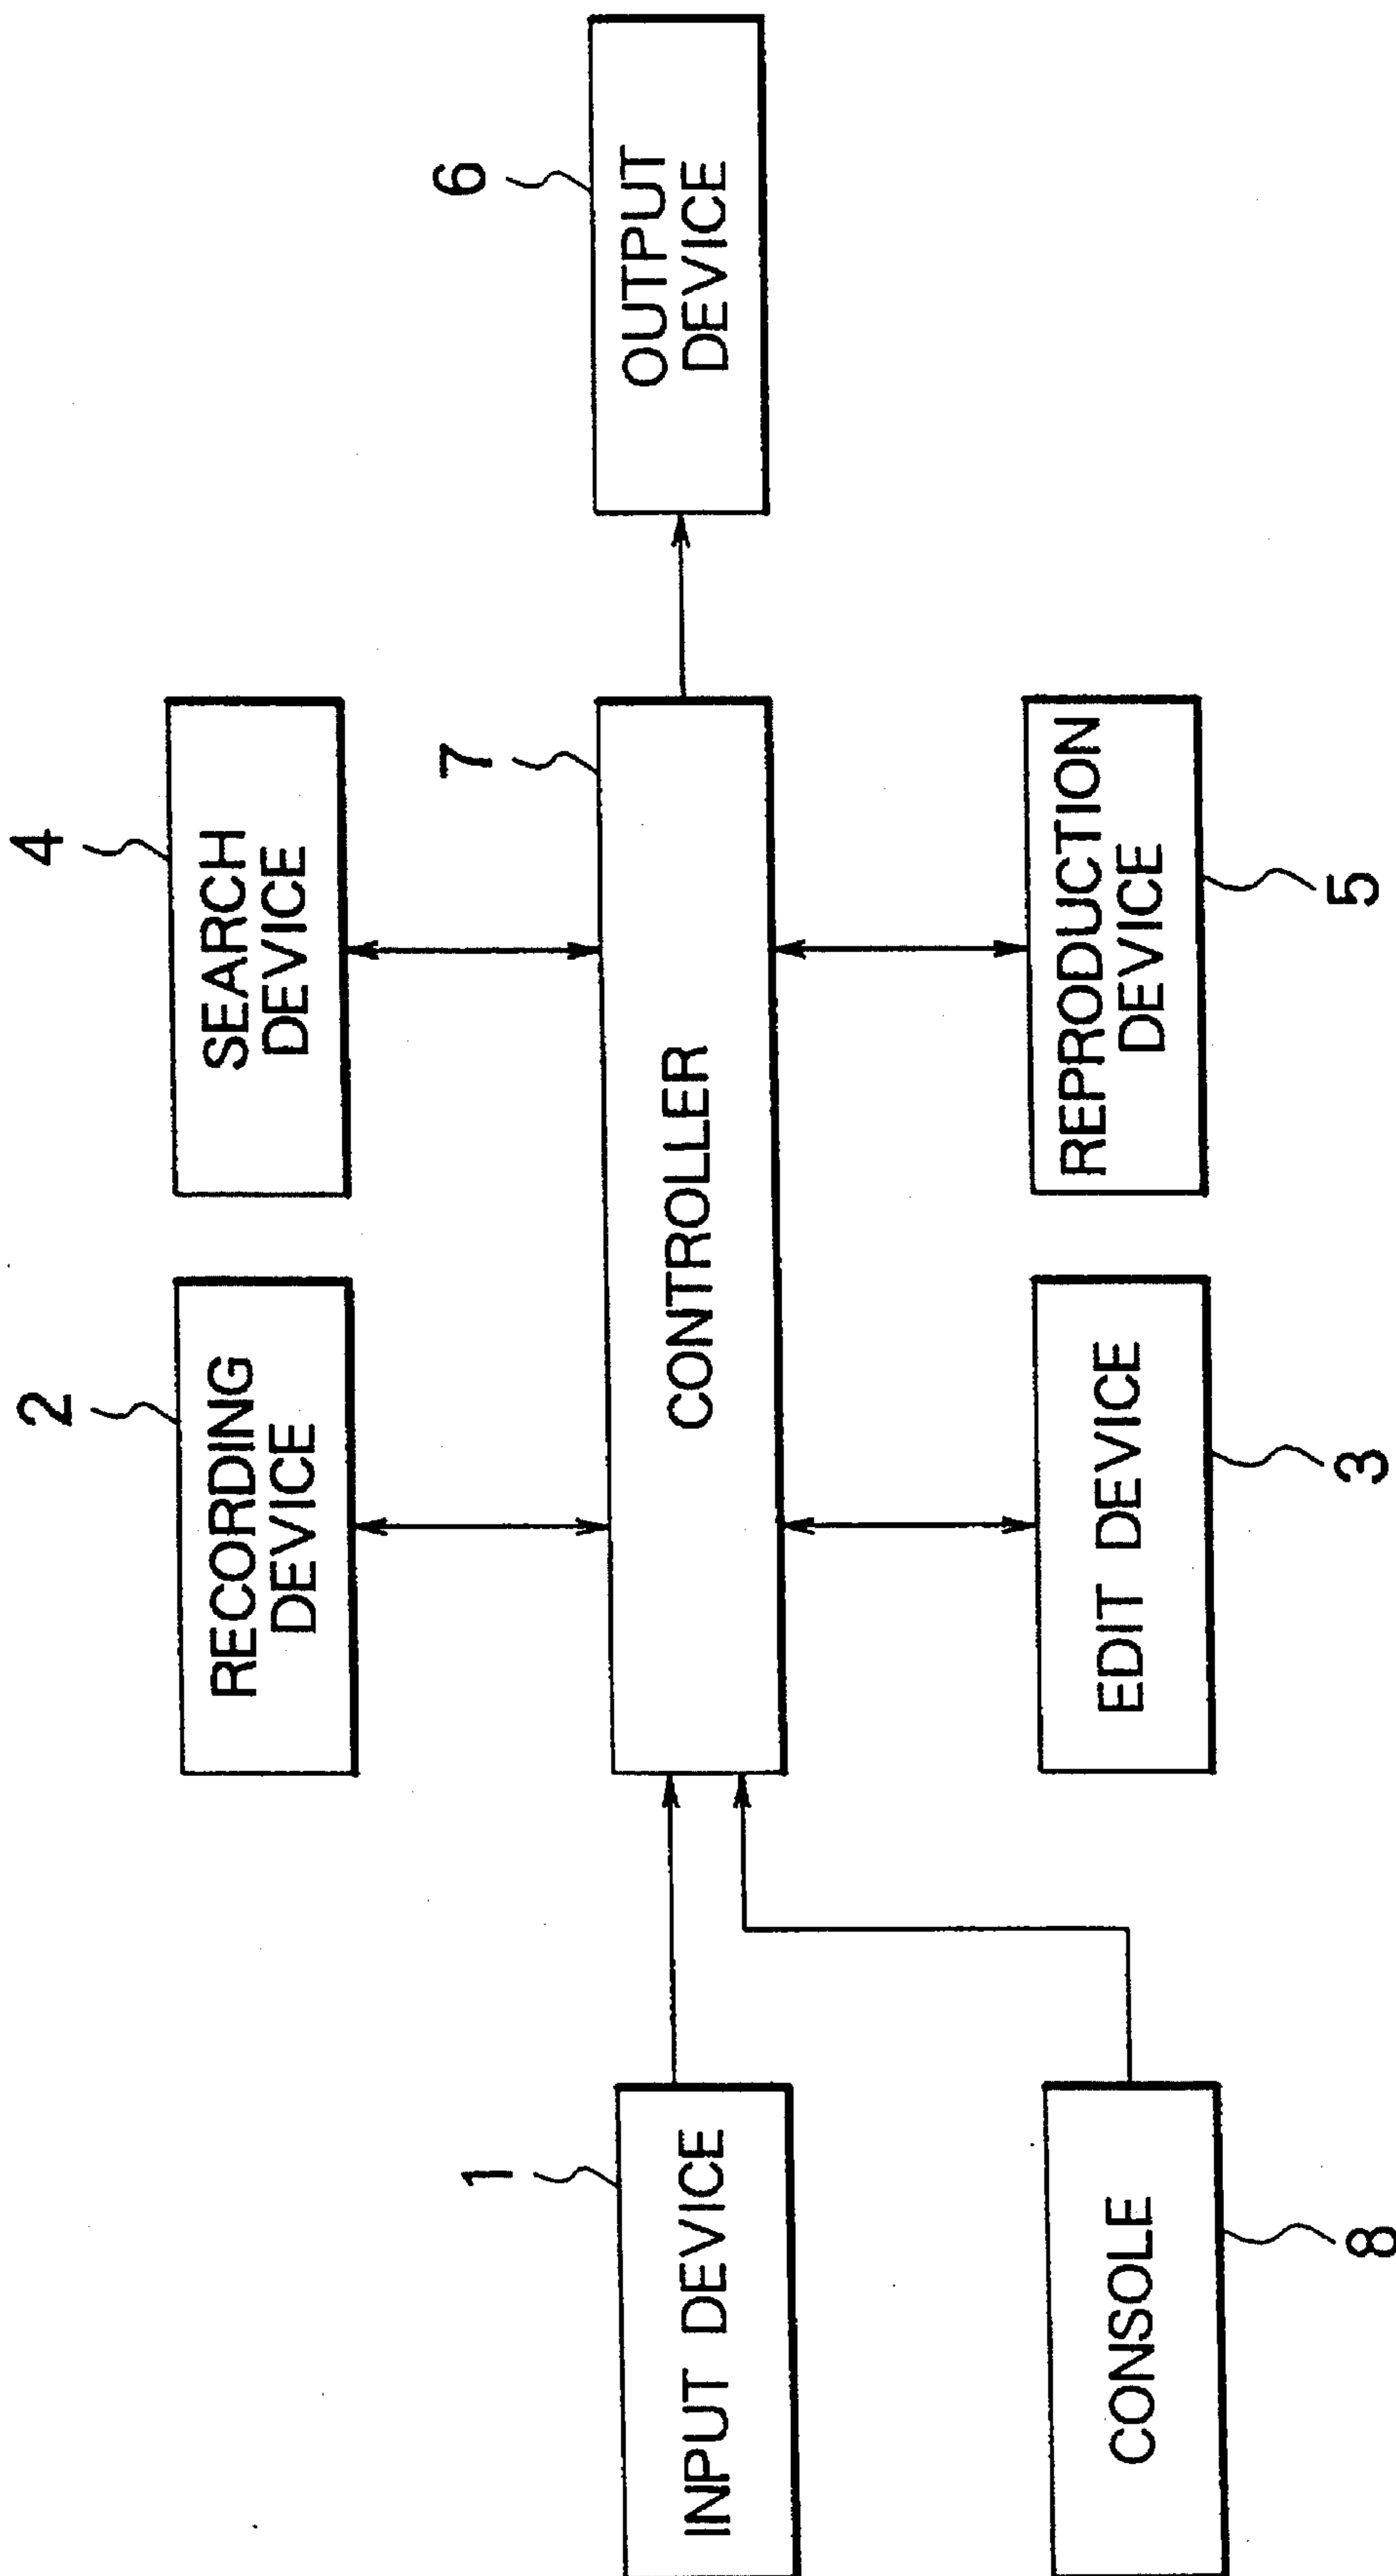 4
2
SEARCH
DEVICE
RECORDING
DEVICE
6
7
1
OUTPUT
DEVICE
CONTROLLER
INPUT DEVICE
REPRODUCTION
DEVICE
EDIT DEVICE
CONSOLE
5
3
8